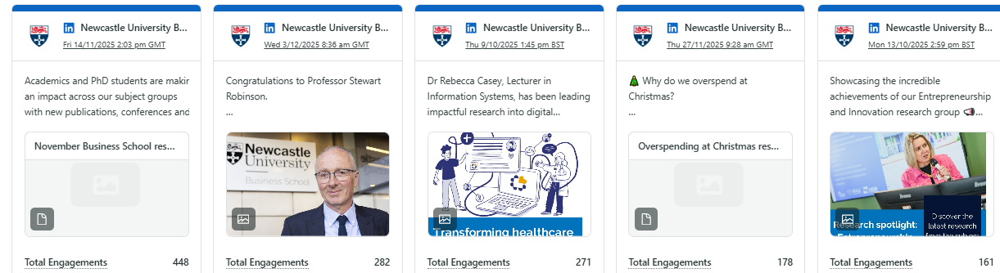 Newcastle University B...
Fri 14/11/2025 2:03 pm GMT
Academics and PhD students are makin
an impact across our subject groups
with new publications, conferences and
November Business School res...
Total Engagements 448
Newcastle University B...
Wed 3/12/2025 8:36 am GMT
Congratulations to Professor Stewart
Robinson.
...
Newcastle
University
Business School
Total Engagements 282
Newcastle University B...
Thu 9/10/2025 1:45 pm BST
Dr Rebecca Casey, Lecturer in
Information Systems, has been leading
impactful research into digital...
Transforming healthcare
Total Engagements 271
Newcastle University B...
Thu 27/11/2025 9:28 am GMT
🎄 Why do we overspend at
Christmas?
...
Overspending at Christmas res...
Total Engagements 178
Newcastle University B...
Mon 13/10/2025 2:59 pm BST
Showcasing the incredible
achievements of our Entrepreneurship
and Innovation research group 📢...
Research spotlight:
Entrepreneurship
Discover the
latest research
from the subject
Total Engagements 161